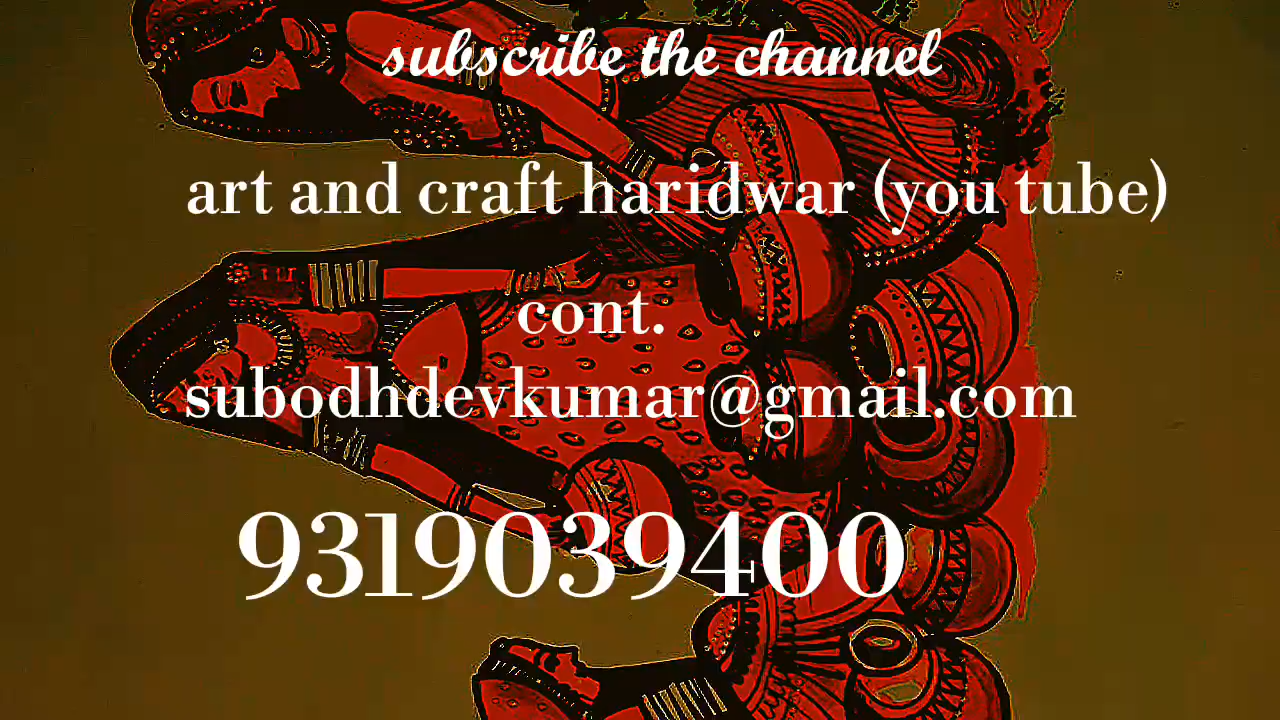 subscribe the channel
art and craft haridwar (you tube)
cont.
subodhdevkumar@gmail.com
9319039400